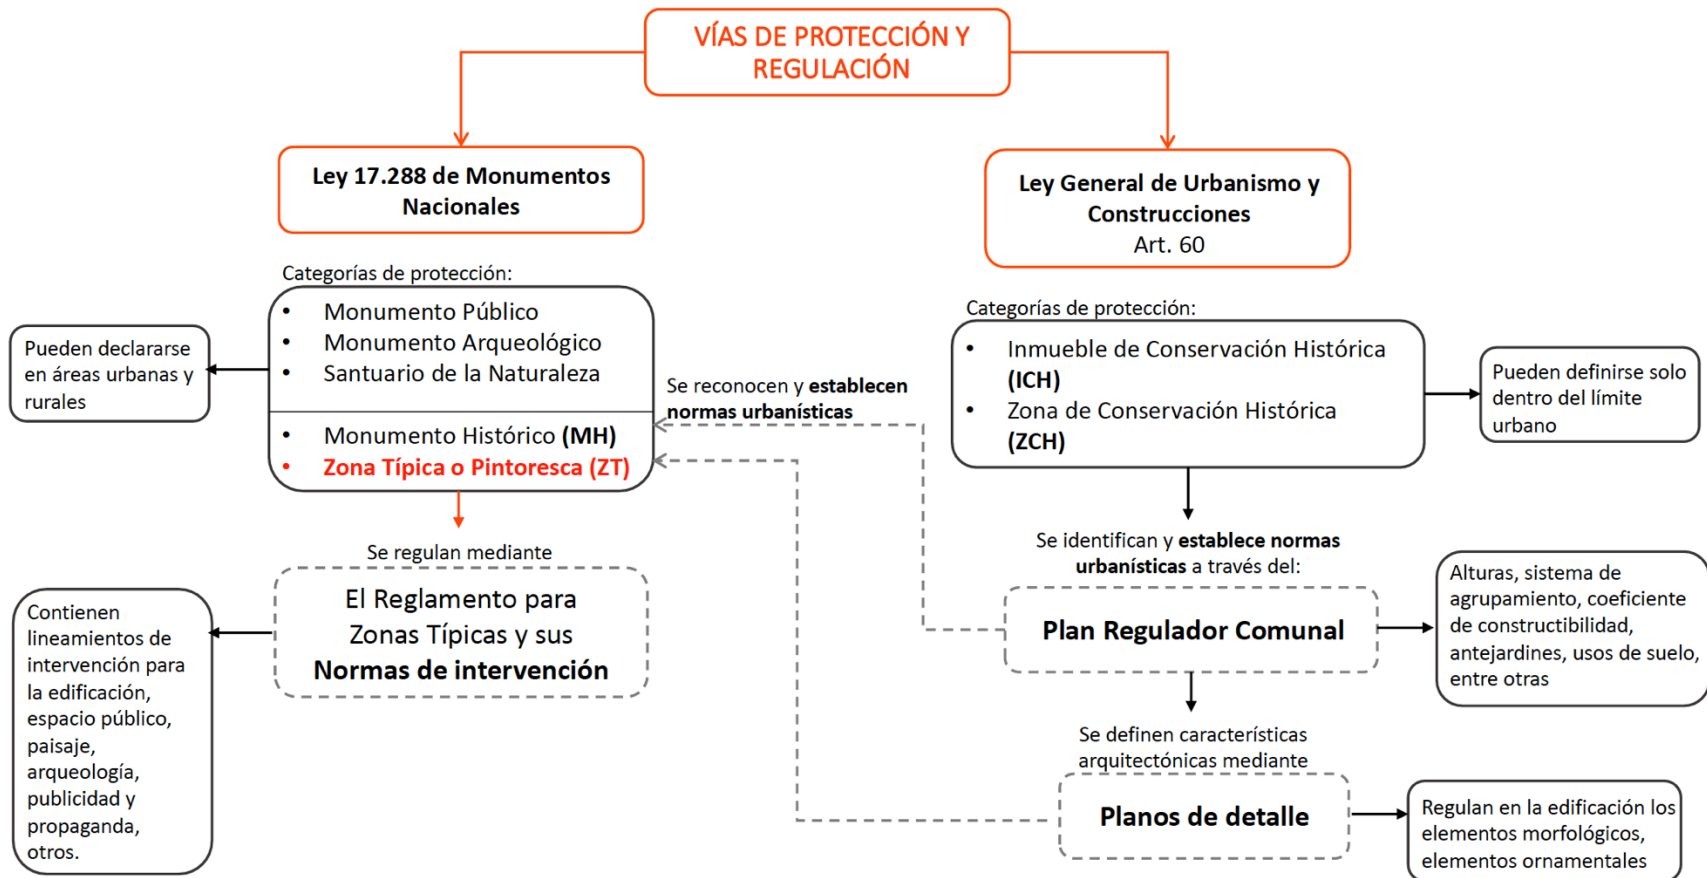 VÍAS DE PROTECCIÓN Y
REGULACIÓN
Ley 17.288 de Monumentos
Nacionales
Categorías de protección:
• Monumento Público
• Monumento Arqueológico
• Santuario de la Naturaleza
• Monumento Histórico (MH)
• Zona Típica o Pintoresca (ZT)
Pueden declararse
en áreas urbanas y
rurales
Se regulan mediante
El Reglamento para
Zonas Típicas y sus
Normas de intervención
Contienen
lineamientos de
intervención para
la edificación,
espacio público,
paisaje,
arqueología,
publicidad y
propaganda,
otros.
Se reconocen y establecen
normas urbanísticas
Ley General de Urbanismo y
Construcciones
Art. 60
Categorías de protección:
• Inmueble de Conservación Histórica
(ICH)
• Zona de Conservación Histórica
(ZCH)
Pueden definirse solo
dentro del límite
urbano
Se identifican y establece normas
urbanísticas a través del:
Plan Regulador Comunal
Alturas, sistema de
agrupamiento, coeficiente
de constructibilidad,
antejardines, usos de suelo,
entre otras
Se definen características
arquitectónicas mediante
Planos de detalle
Regulan en la edificación los
elementos morfológicos,
elementos ornamentales